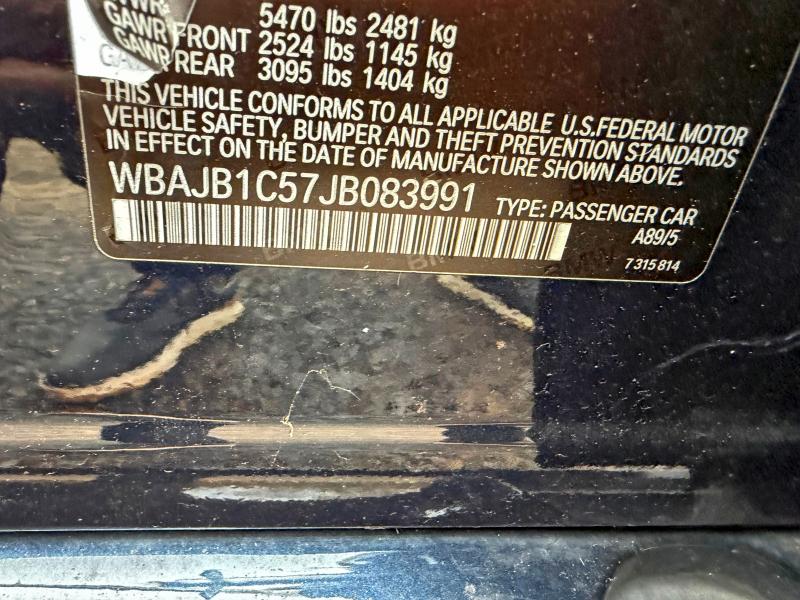 GVWR 5470 lbs 2481 kg
GAWR FRONT 2524 lbs 1145 kg
GAWR REAR 3095 lbs 1404 kg
THIS VEHICLE CONFORMS TO ALL APPLICABLE U.S.FEDERAL MOTOR
VEHICLE SAFETY, BUMPER AND THEFT PREVENTION STANDARDS
IN EFFECT ON THE DATE OF MANUFACTURE SHOWN ABOVE.
WBAJB1C57JB083991 TYPE: PASSENGER CAR
A89/5
7 315 814